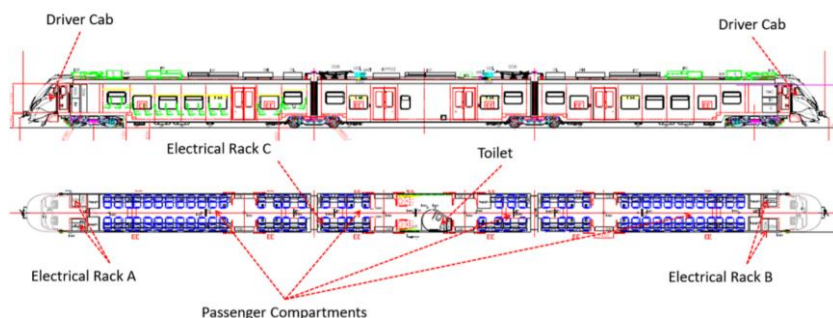 Driver Cab
Driver Cab
Electrical Rack C
Toilet
Electrical Rack A
Electrical Rack B
Passenger Compartments